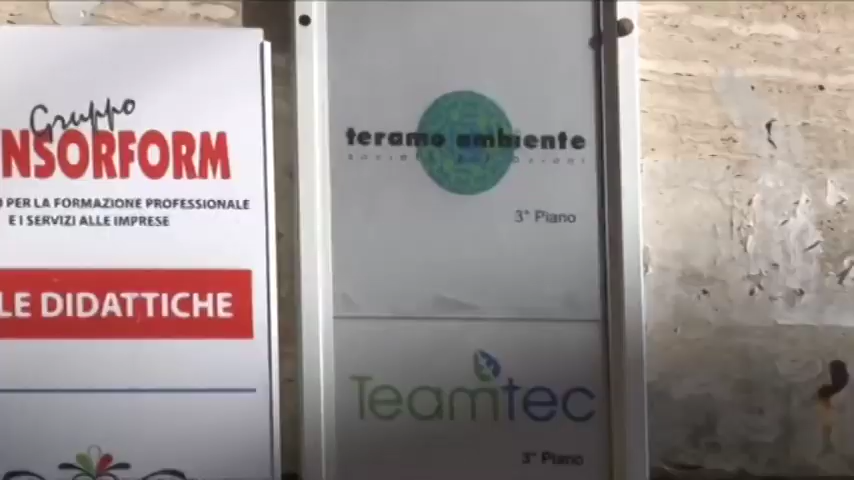 Gruppo
NSORFORM
PER LA FORMAZIONE PROFESSIONALE
E I SERVIZI ALLE IMPRESE
LE DIDATTICHE
teramo ambiente
3° Piano
Teamtec
3° Piano